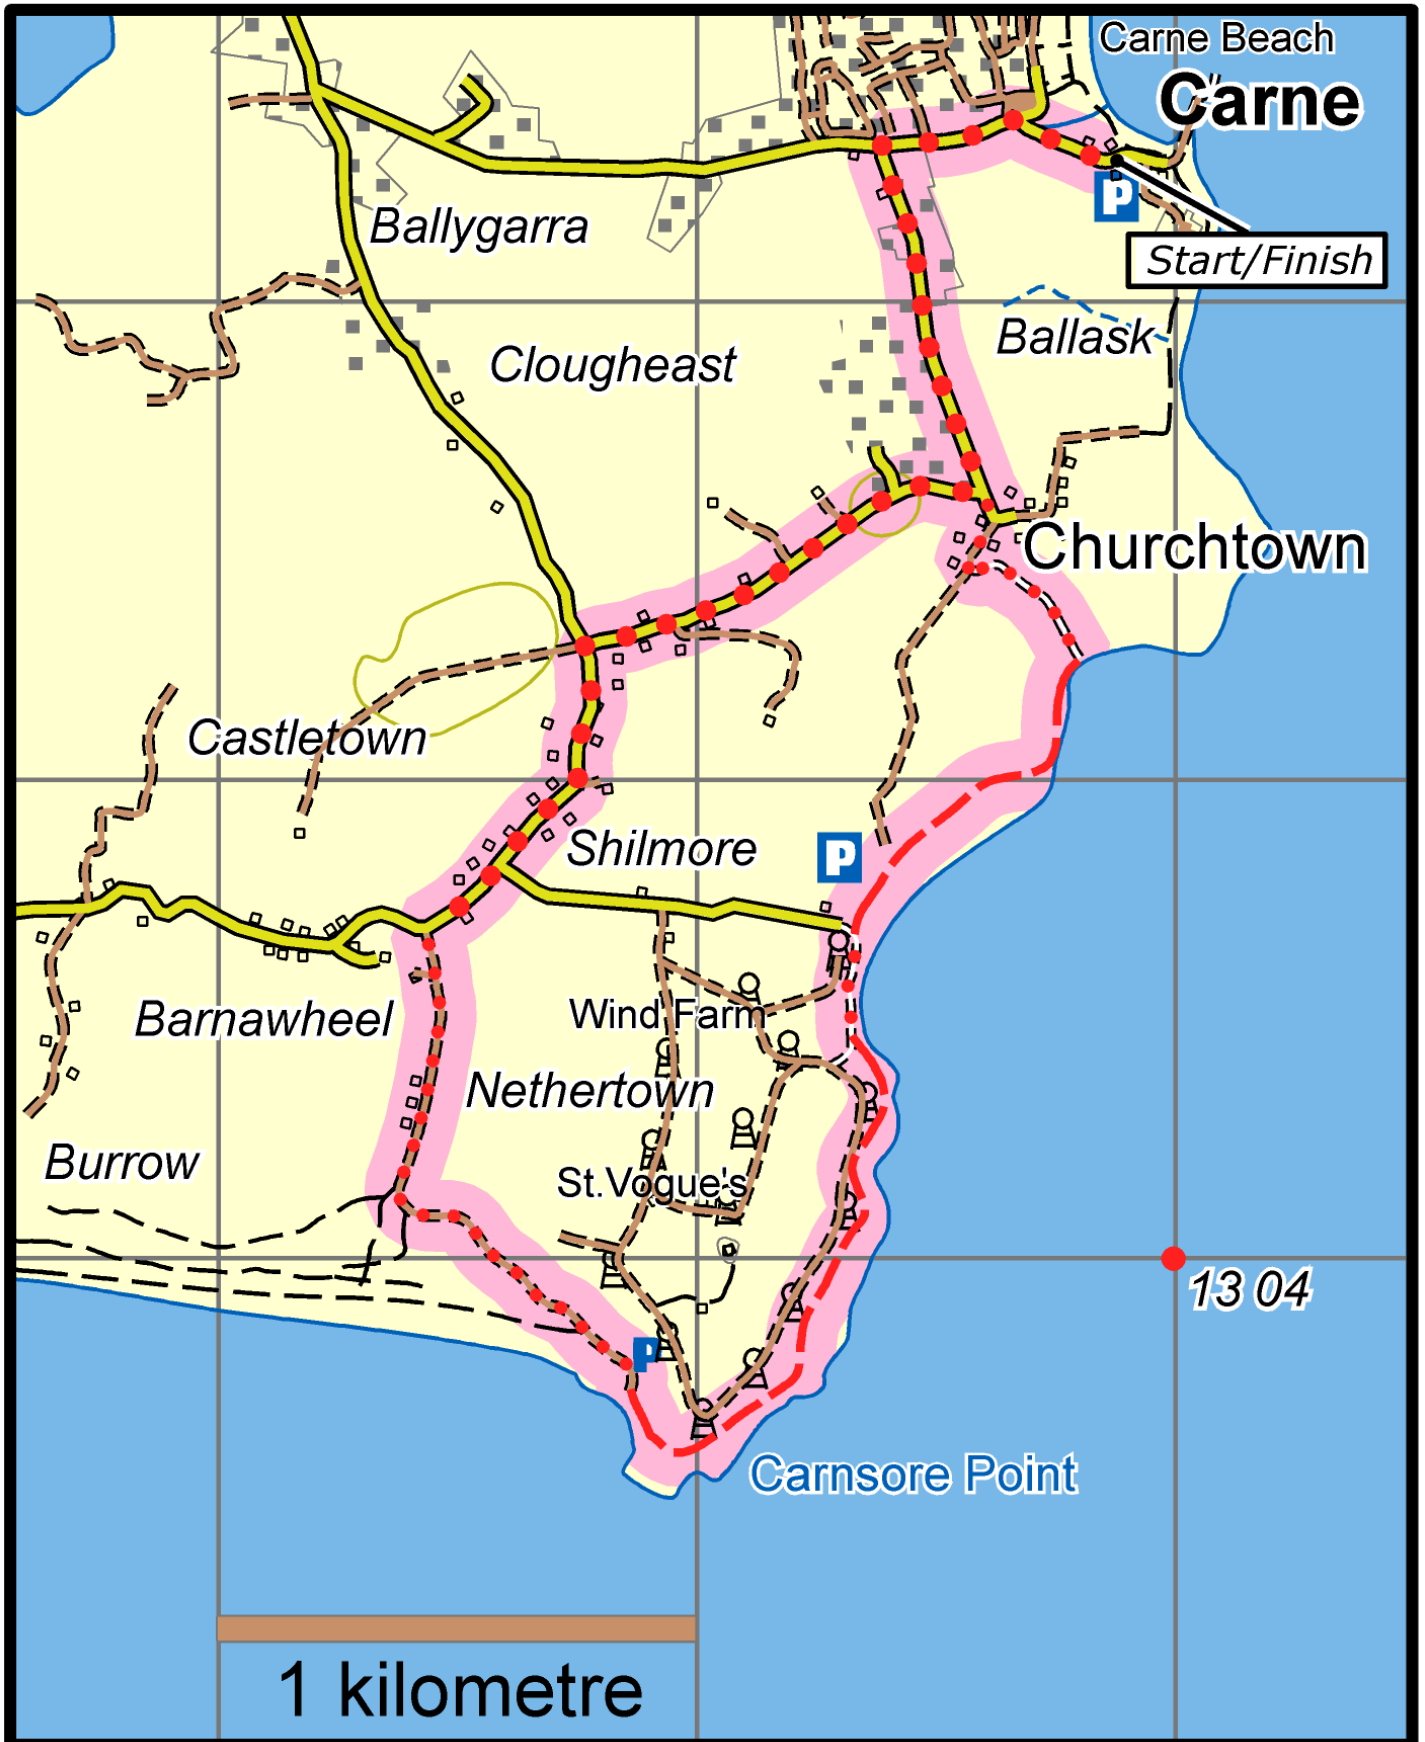 Carne Beach
Carne
P
Start/Finish
Ballygarra
Ballask
Clougheast
Churchtown
Castletown
Shilmore
P
Barnawheel
Wind Farm
Nethertown
Burrow
St.Vogue's
13 04
P
Carnsore Point
1 kilometre